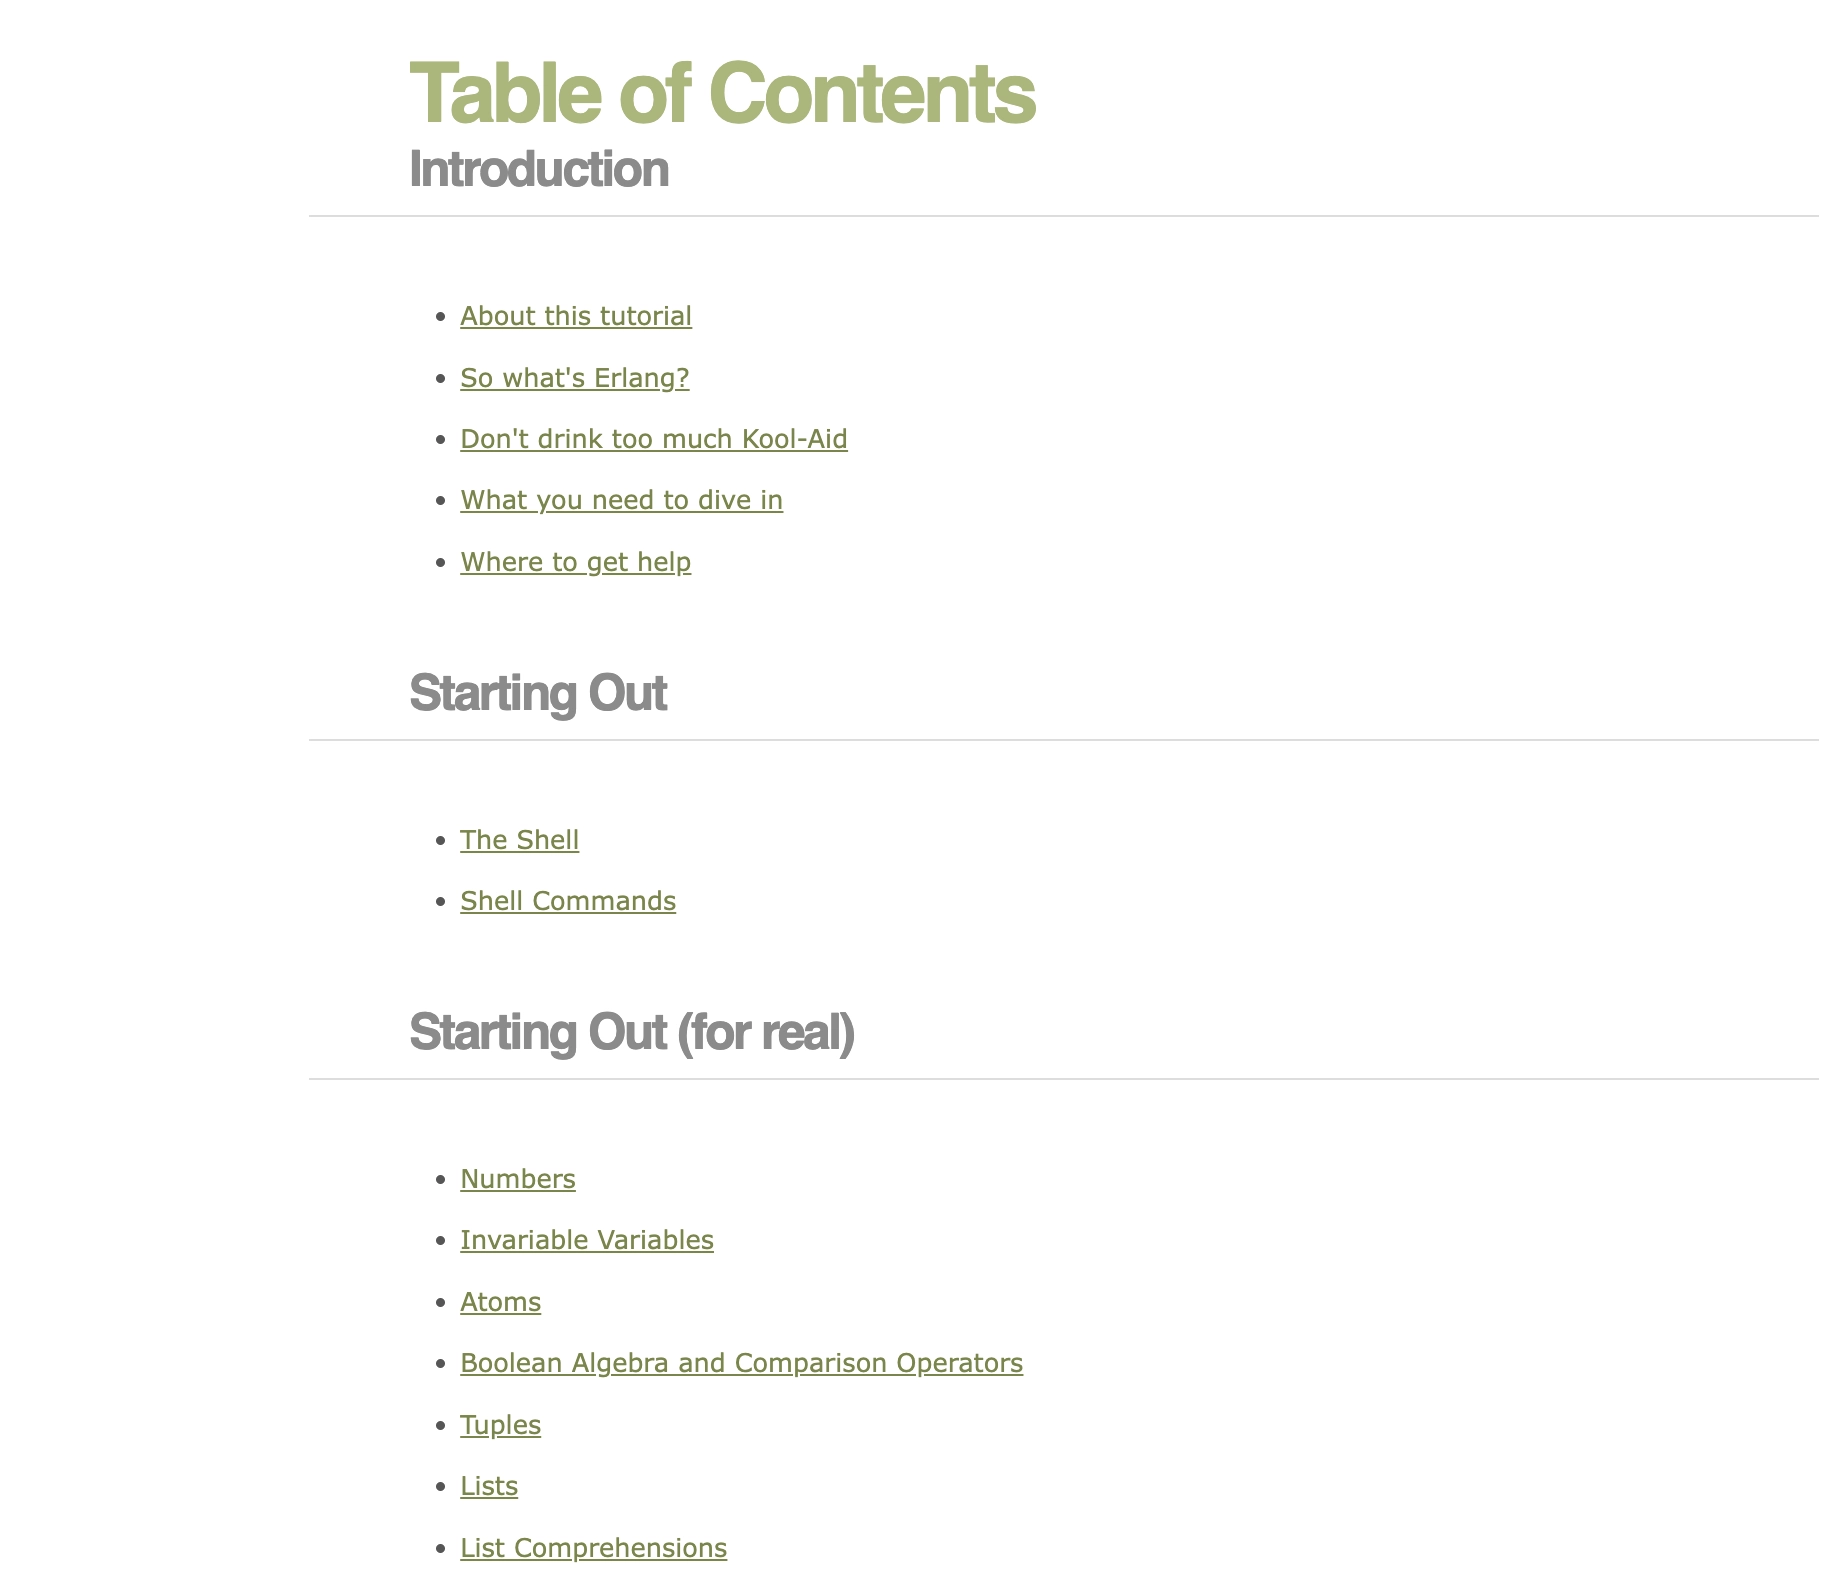 Table of Contents
Introduction
About this tutorial
So what's Erlang?
Don't drink too much Kool-Aid
What you need to dive in
Where to get help
Starting Out
The Shell
Shell Commands
Starting Out (for real)
Numbers
Invariable Variables
Atoms
Boolean Algebra and Comparison Operators
Tuples
Lists
List Comprehensions